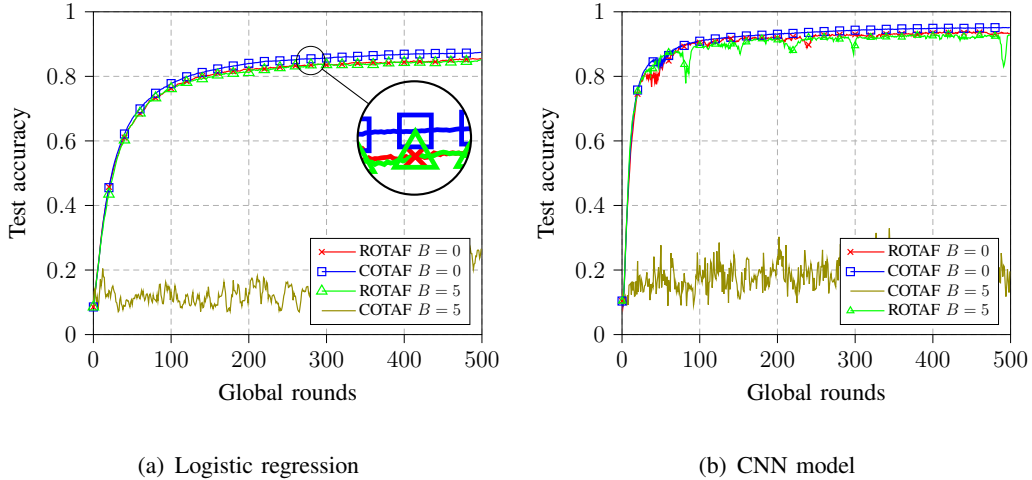 1
0.8
0.6
0.4
0.2
0
Test accuracy
ROTAF B = 0
COTAF B = 0
ROTAF B = 5
COTAF B = 5
0 100 200 300 400 500
Global rounds
(a) Logistic regression
1
0.8
0.6
0.4
0.2
0
Test accuracy
ROTAF B = 0
COTAF B = 0
COTAF B = 5
ROTAF B = 5
0 100 200 300 400 500
Global rounds
(b) CNN model